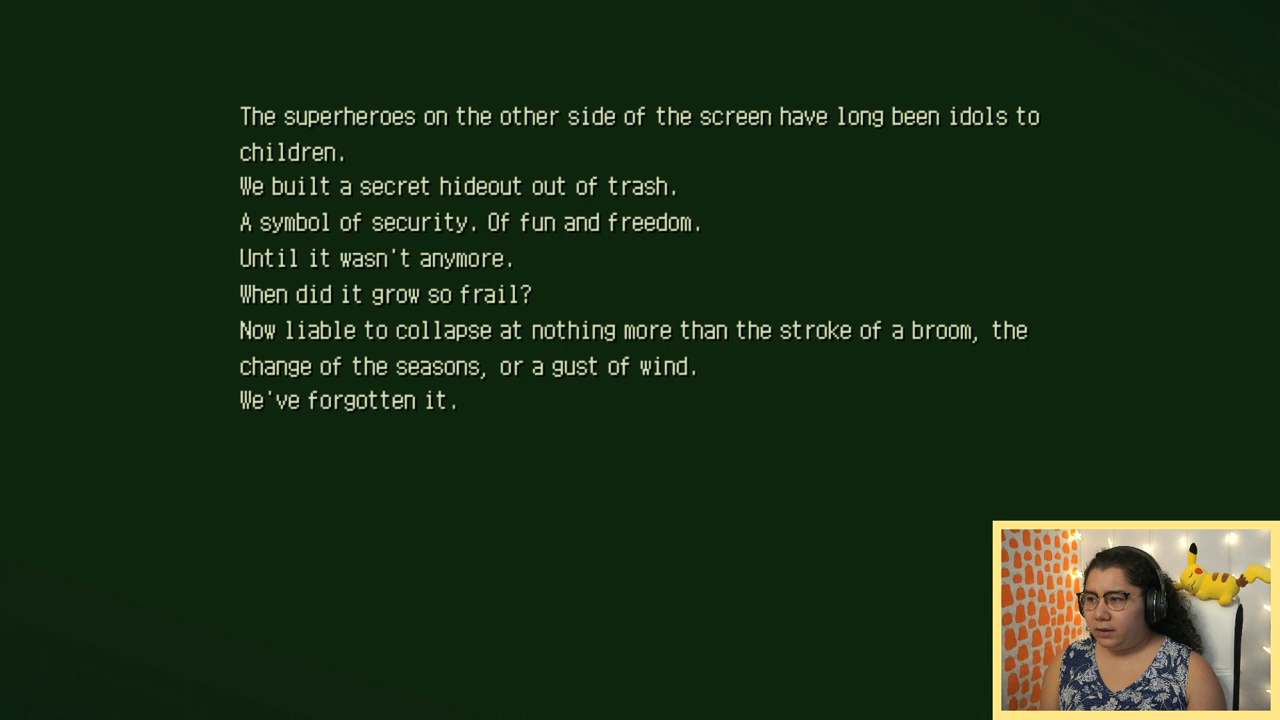 The superheroes on the other side of the screen have long been idols to
children.
We built a secret hideout out of trash.
A symbol of security. Of fun and freedom.
Until it wasn't anymore.
When did it grow so frail?
Now liable to collapse at nothing more than the stroke of a broom, the
change of the seasons, or a gust of wind.
We've forgotten it.